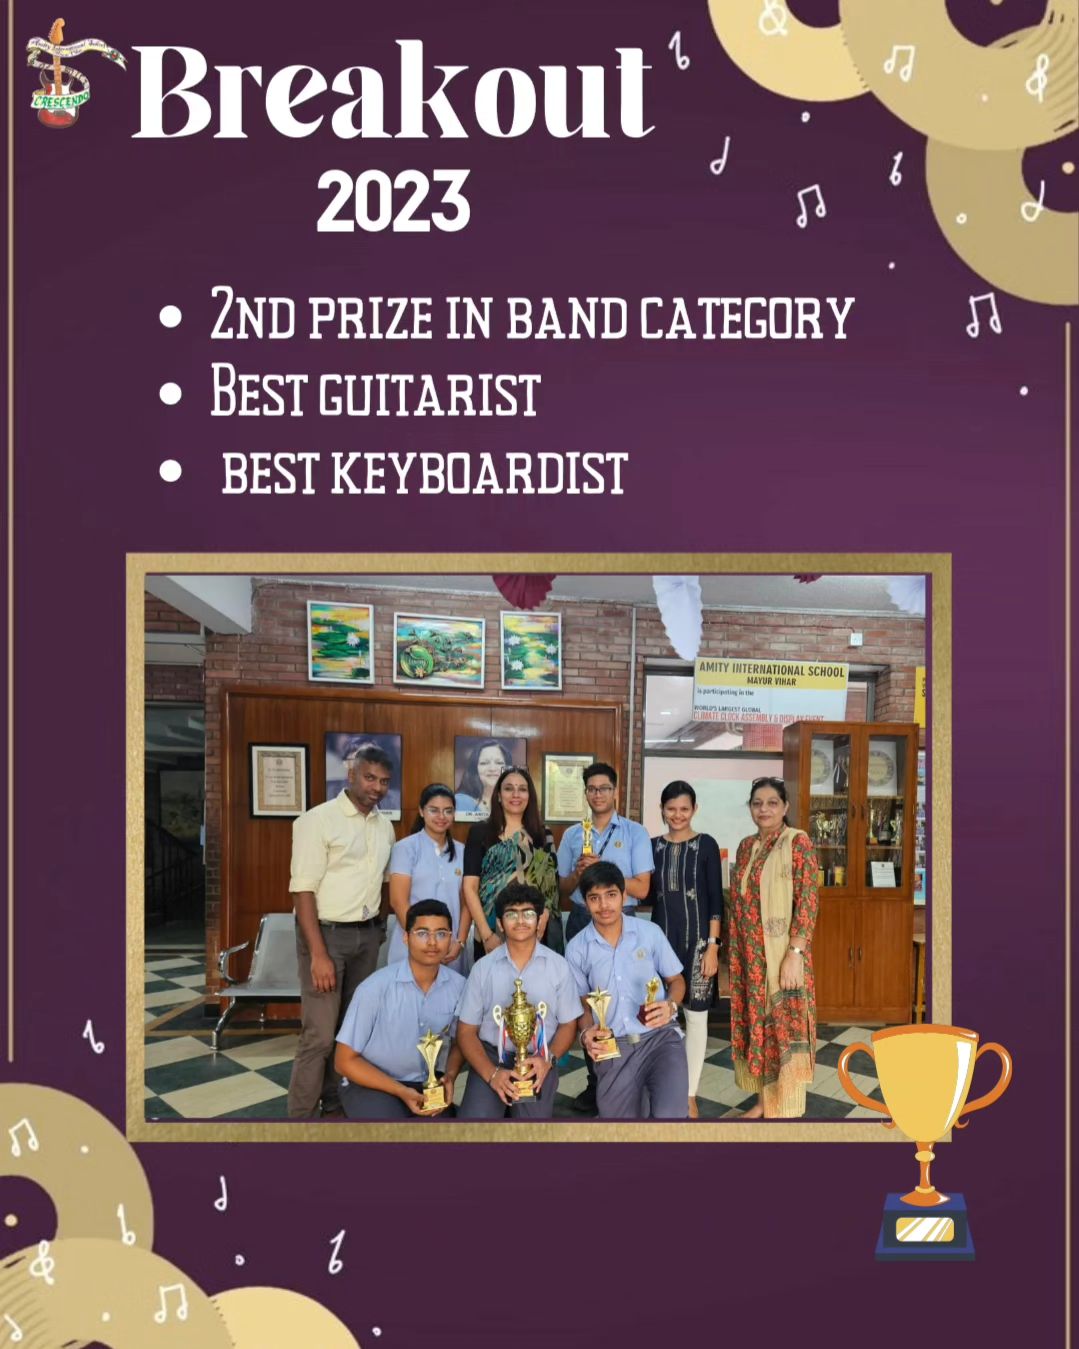 CRESCENDO
Breakout
2023
2ND PRIZE IN BAND CATEGORY
BEST GUITARIST
BEST KEYBOARDIST
AMITY INTERNATIONAL SCHOOL
MAYUR VIHAR
is participating in the
WORLD'S LARGEST GLOBAL
CLIMATE CLOCK ASSEMBLY & DISPLAY EVENT